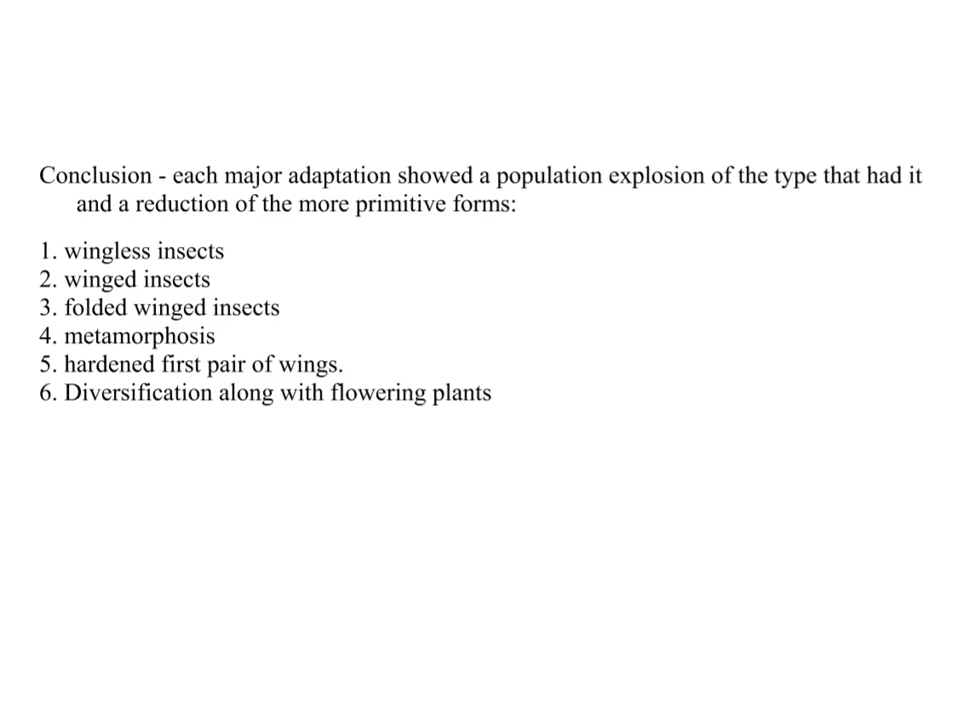 Conclusion - each major adaptation showed a population explosion of the type that had it
and a reduction of the more primitive forms:
1. wingless insects
2. winged insects
3. folded winged insects
4. metamorphosis
5. hardened first pair of wings.
6. Diversification along with flowering plants